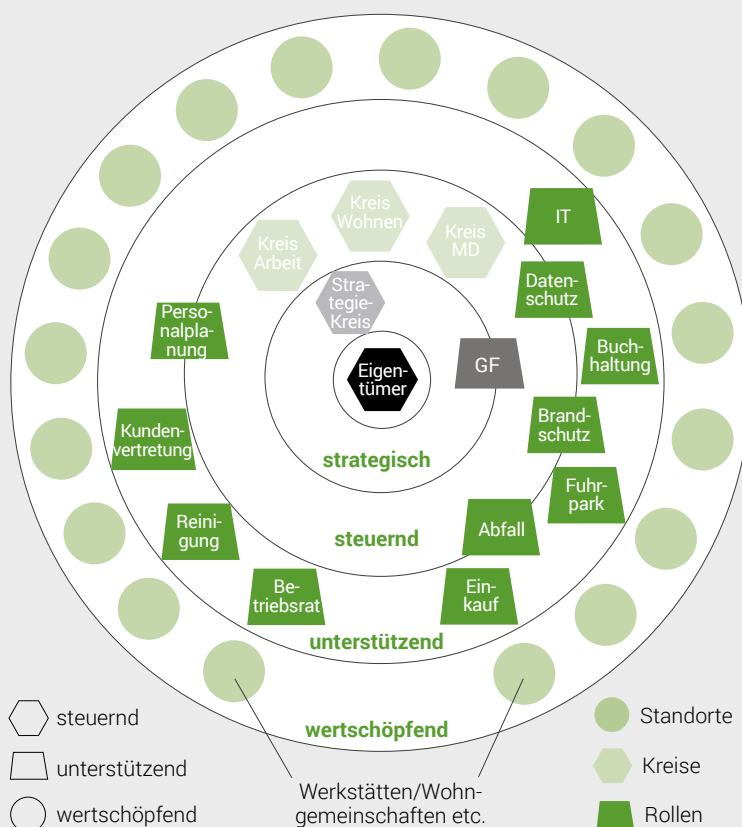 Kreis
Wohnen
Kreis
Arbeit
Kreis
MD
IT
Stra-
tegie-
Kreis
Daten-
schutz
Perso-
nalpla-
nung
Buch-
haltung
Eigen-
tümer
GF
Kunden-
vertretung
Brand-
schutz
strategisch
Fuhr-
park
Reini-
gung
steuernd
Abfall
Be-
triebsrat
Ein-
kauf
unterstützend
wertschöpfend
steuernd
unterstützend
wertschöpfend
Werkstätten/Wohn-
gemeinschaften etc.
Standorte
Kreise
Rollen